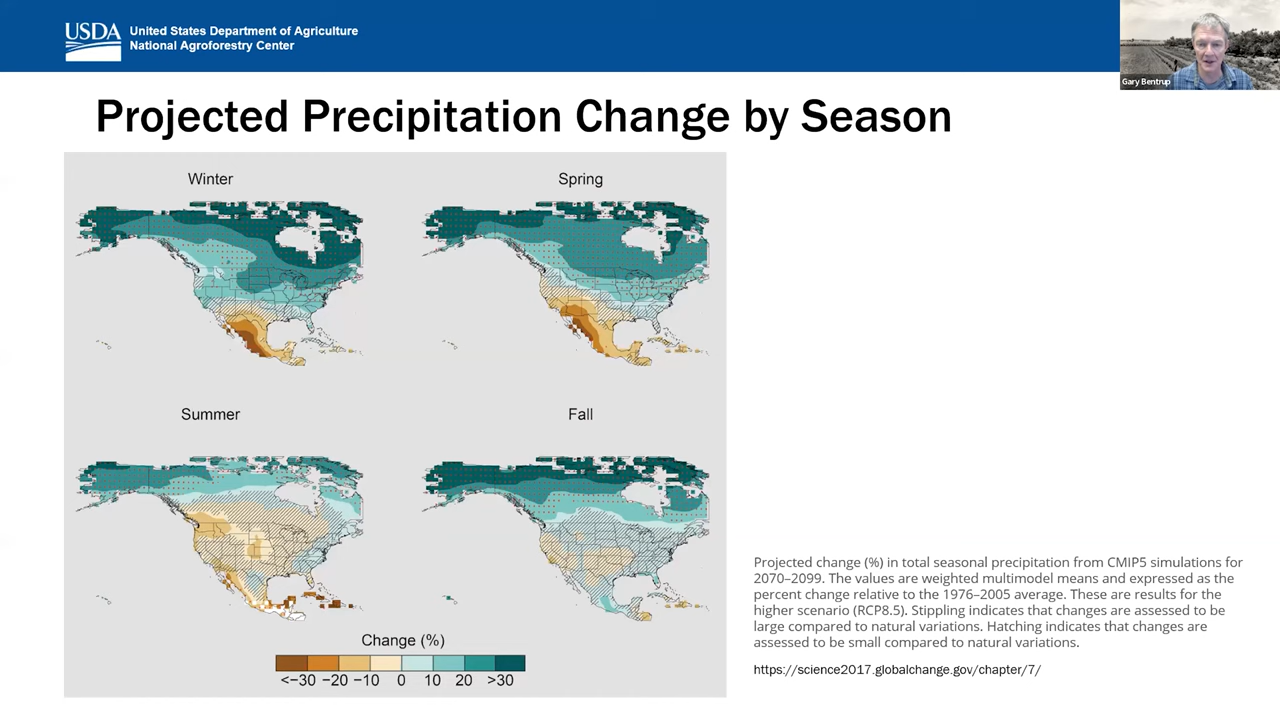 USDA
United States Department of Agriculture
National Agroforestry Center
Gary Bentrup
Projected Precipitation Change by Season
Winter
Spring
Summer
Fall
Change (%)
<−30 −20 −10 0 10 20 >30
Projected change (%) in total seasonal precipitation from CMIP5 simulations for
2070–2099. The values are weighted multimodel means and expressed as the
percent change relative to the 1976–2005 average. These are results for the
higher scenario (RCP8.5). Stippling indicates that changes are assessed to be
large compared to natural variations. Hatching indicates that changes are
assessed to be small compared to natural variations.
https://science2017.globalchange.gov/chapter/7/